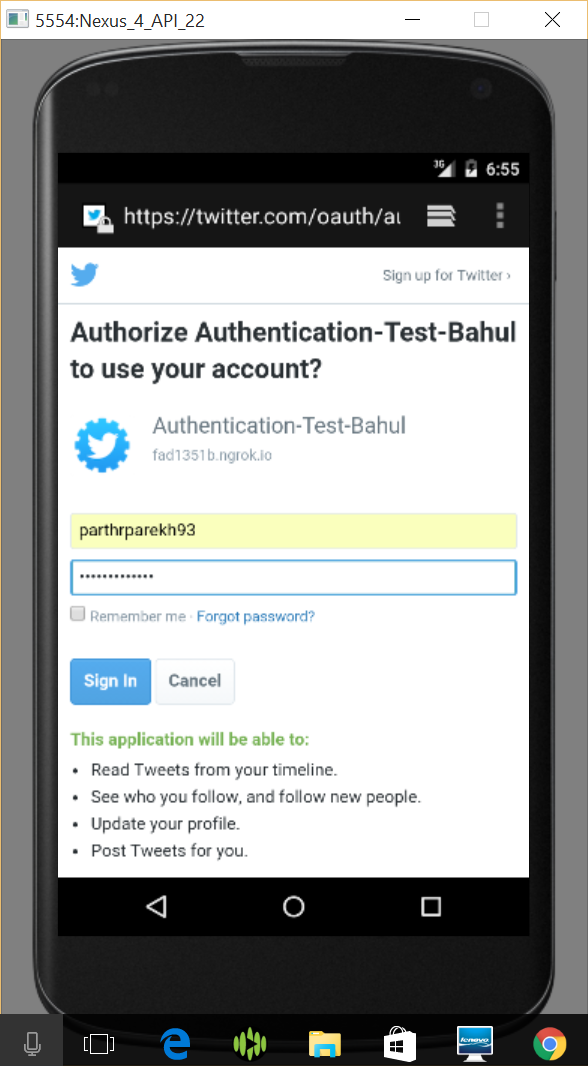 5554:Nexus_4_API_22
3G 6:55
https://twitter.com/oauth/au
Sign up for Twitter ›
Authorize Authentication-Test-Bahul
to use your account?
Authentication-Test-Bahul
fad1351b.ngrok.io
parthrparekh93
•••••••••••••
Remember me · Forgot password?
Sign In Cancel
This application will be able to:
• Read Tweets from your timeline.
• See who you follow, and follow new people.
• Update your profile.
• Post Tweets for you.
lenovo